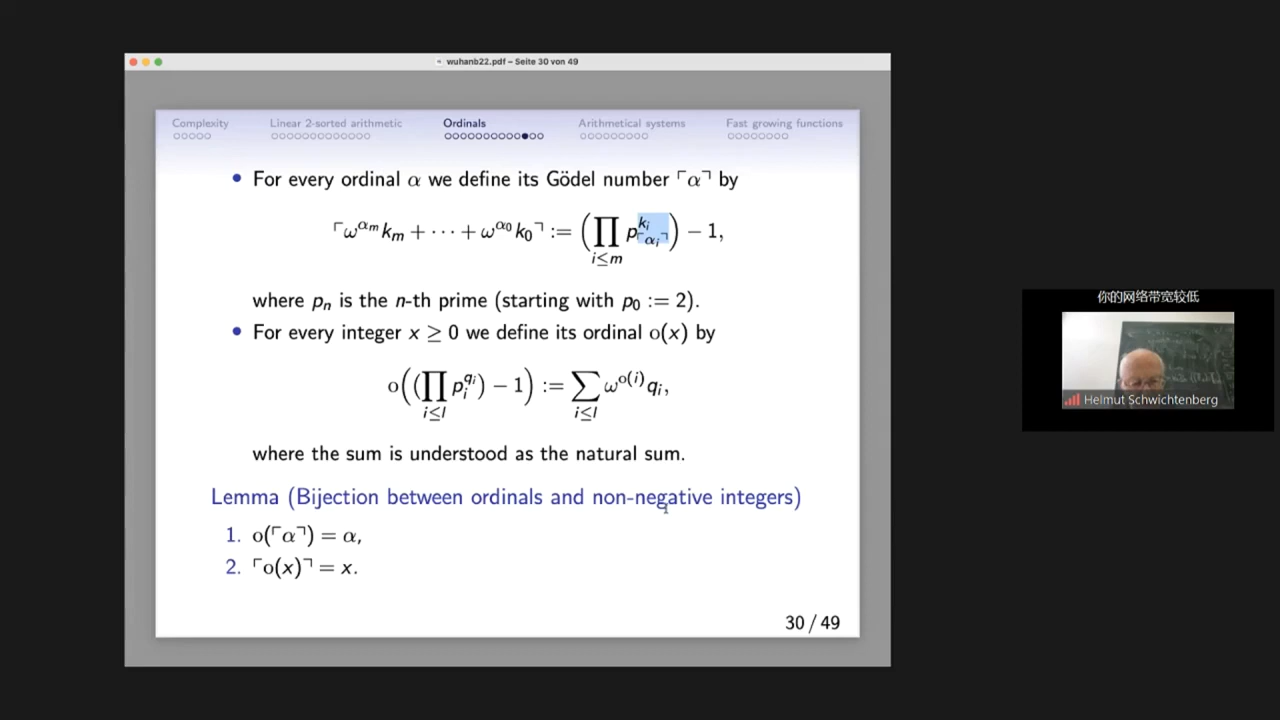 wuhanb22.pdf – Seite 30 von 49
Complexity Linear 2-sorted arithmetic Ordinals Arithmetical systems Fast growing functions
• For every ordinal α we define its Gödel number ⌜α⌝ by
⌜ω^{α_m} k_m + ⋯ + ω^{α_0} k_0⌝ := (∏_{i≤m} p_{⌜α_i⌝}^{k_i}) − 1,
where p_n is the n-th prime (starting with p_0 := 2).
• For every integer x ≥ 0 we define its ordinal o(x) by
o((∏_{i≤l} p_i^{q_i}) − 1) := ∑_{i≤l} ω^{o(i)} q_i,
where the sum is understood as the natural sum.
Lemma (Bijection between ordinals and non-negative integers)
1. o(⌜α⌝) = α,
2. ⌜o(x)⌝ = x.
30 / 49
你的网络带宽较低
Helmut Schwichtenberg